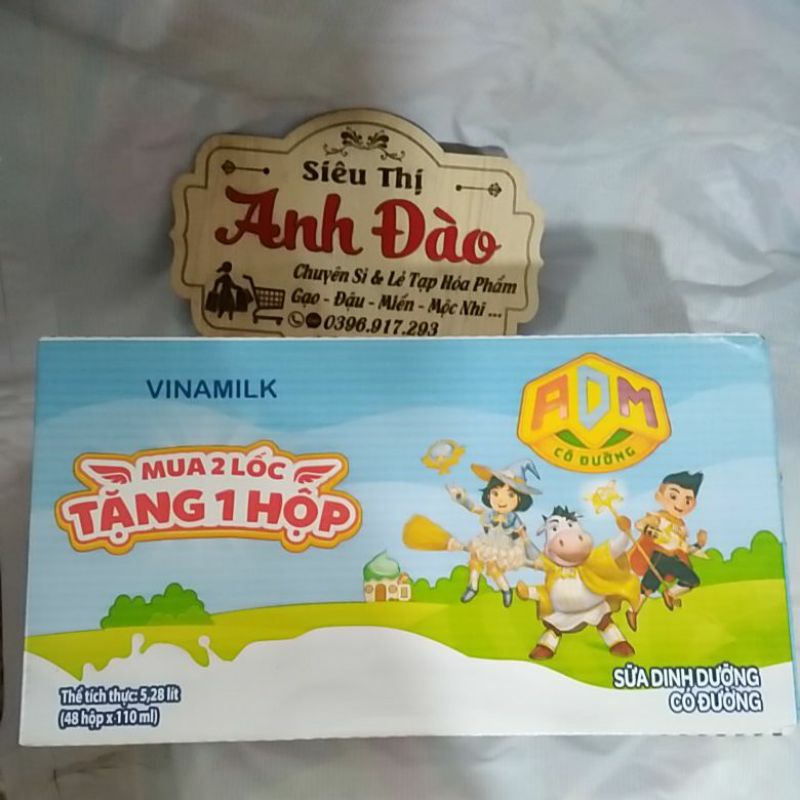 Siêu Thị
Anh Đào
Chuyên Sỉ & Lẻ Tạp Hóa Phẩm
Gạo - Đậu - Miến - Mộc Nhĩ ...
0396.917.293
VINAMILK
ADM
CÓ ĐƯỜNG
MUA 2 LỐC
TẶNG 1 HỘP
Thể tích thực: 5,28 lít
(48 hộp x 110 ml)
SỮA DINH DƯỠNG
CÓ ĐƯỜNG